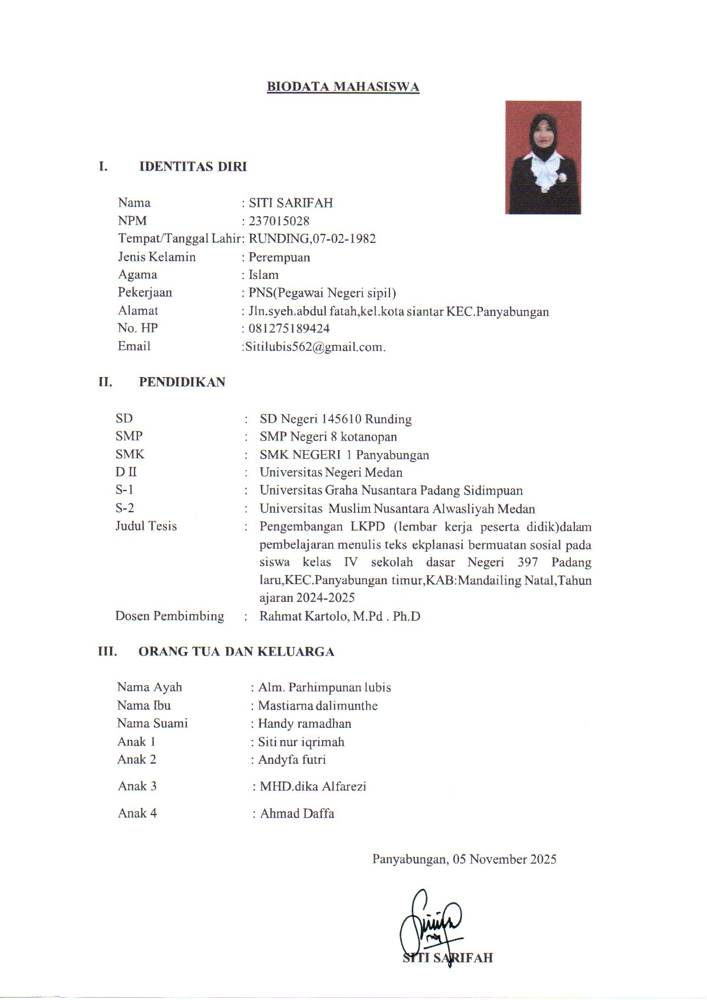 BIODATA MAHASISWA
I. IDENTITAS DIRI
Nama : SITI SARIFAH
NPM : 237015028
Tempat/Tanggal Lahir: RUNDING,07-02-1982
Jenis Kelamin : Perempuan
Agama : Islam
Pekerjaan : PNS(Pegawai Negeri sipil)
Alamat : Jln.syeh.abdul fatah,kel.kota siantar KEC.Panyabungan
No. HP : 081275189424
Email :Sitilubis562@gmail.com.
II. PENDIDIKAN
SD : SD Negeri 145610 Runding
SMP : SMP Negeri 8 kotanopan
SMK : SMK NEGERI 1 Panyabungan
D II : Universitas Negeri Medan
S-1 : Universitas Graha Nusantara Padang Sidimpuan
S-2 : Universitas Muslim Nusantara Alwasliyah Medan
Judul Tesis : Pengembangan LKPD (lembar kerja peserta didik)dalam
pembelajaran menulis teks ekplanasi bermuatan sosial pada
siswa kelas IV sekolah dasar Negeri 397 Padang
laru,KEC.Panyabungan timur,KAB:Mandailing Natal,Tahun
ajaran 2024-2025
Dosen Pembimbing : Rahmat Kartolo, M.Pd . Ph.D
III. ORANG TUA DAN KELUARGA
Nama Ayah : Alm. Parhimpunan lubis
Nama Ibu : Mastiama dalimunthe
Nama Suami : Handy ramadhan
Anak 1 : Siti nur iqrimah
Anak 2 : Andyfa futri
Anak 3 : MHD.dika Alfarezi
Anak 4 : Ahmad Daffa
Panyabungan, 05 November 2025
SITI SARIFAH